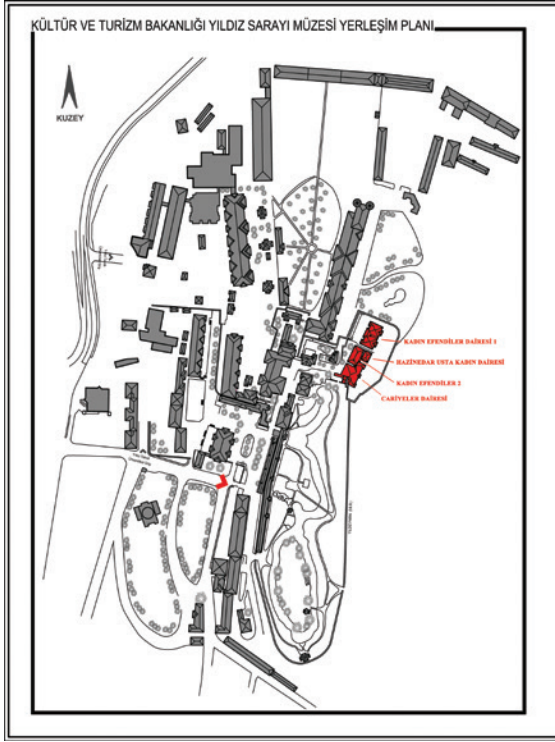 KÜLTÜR VE TURİZM BAKANLIĞI YILDIZ SARAYI MÜZESİ YERLEŞİM PLANI
KUZEY
KADIN EFENDİLER DAİRESİ 1
HAZİNEDAR USTA KADIN DAİRESİ
KADIN EFENDİLER 2
CARİYELER DAİRESİ